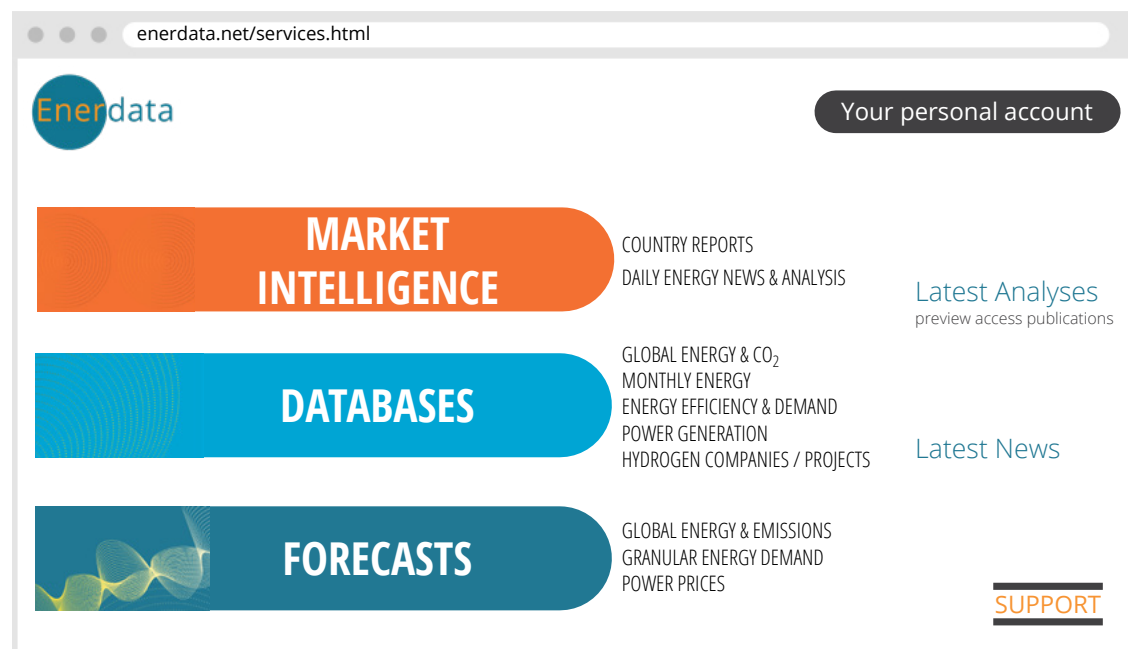 enerdata.net/services.html
Enerdata
Your personal account
MARKET
INTELLIGENCE
COUNTRY REPORTS
DAILY ENERGY NEWS & ANALYSIS
Latest Analyses
preview access publications
DATABASES
GLOBAL ENERGY & CO₂
MONTHLY ENERGY
ENERGY EFFICIENCY & DEMAND
POWER GENERATION
HYDROGEN COMPANIES / PROJECTS
Latest News
FORECASTS
GLOBAL ENERGY & EMISSIONS
GRANULAR ENERGY DEMAND
POWER PRICES
SUPPORT